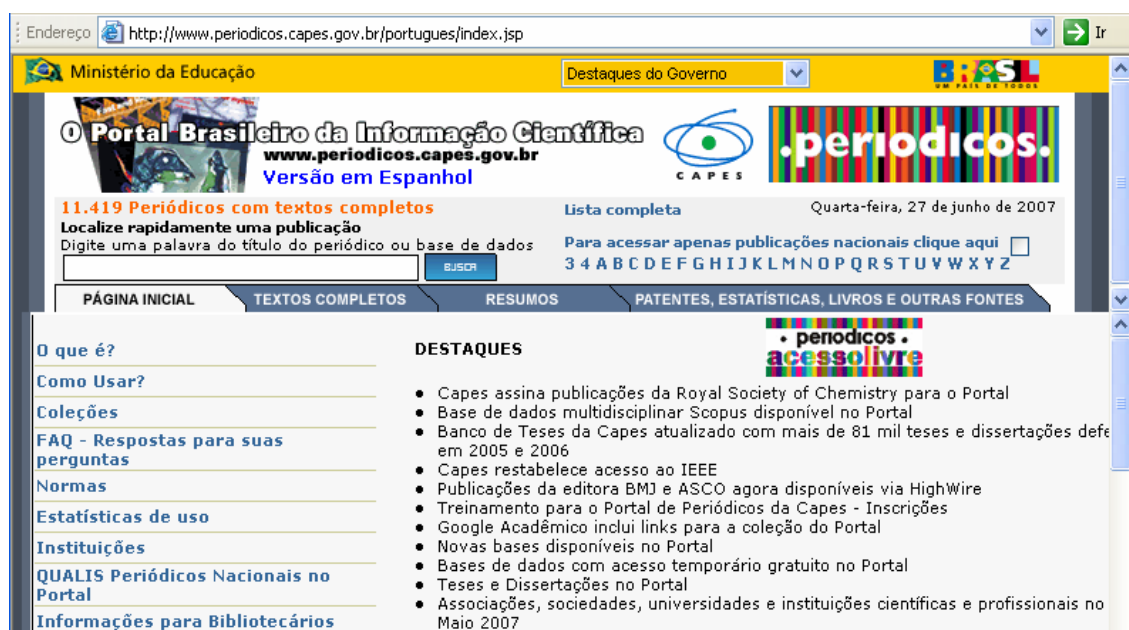 Endereço http://www.periodicos.capes.gov.br/portugues/index.jsp Ir
Ministério da Educação Destaques do Governo BRASIL
UM PAÍS DE TODOS
O Portal Brasileiro da Informação Científica
www.periodicos.capes.gov.br
Versão em Espanhol
CAPES
.periodicos.
11.419 Periódicos com textos completos Lista completa Quarta-feira, 27 de junho de 2007
Localize rapidamente uma publicação
Digite uma palavra do título do periódico ou base de dados
Para acessar apenas publicações nacionais clique aqui
BUSCA
3 4 A B C D E F G H I J K L M N O P Q R S T U V W X Y Z
PÁGINA INICIAL TEXTOS COMPLETOS RESUMOS PATENTES, ESTATÍSTICAS, LIVROS E OUTRAS FONTES
O que é?
Como Usar?
Coleções
FAQ - Respostas para suas
perguntas
Normas
Estatísticas de uso
Instituições
QUALIS Periódicos Nacionais no
Portal
Informações para Bibliotecários
DESTAQUES
• periodicos •
acessolivre
• Capes assina publicações da Royal Society of Chemistry para o Portal
• Base de dados multidisciplinar Scopus disponível no Portal
• Banco de Teses da Capes atualizado com mais de 81 mil teses e dissertações defe
em 2005 e 2006
• Capes restabelece acesso ao IEEE
• Publicações da editora BMJ e ASCO agora disponíveis via HighWire
• Treinamento para o Portal de Periódicos da Capes - Inscrições
• Google Acadêmico inclui links para a coleção do Portal
• Novas bases disponíveis no Portal
• Bases de dados com acesso temporário gratuito no Portal
• Teses e Dissertações no Portal
• Associações, sociedades, universidades e instituições científicas e profissionais no
Maio 2007